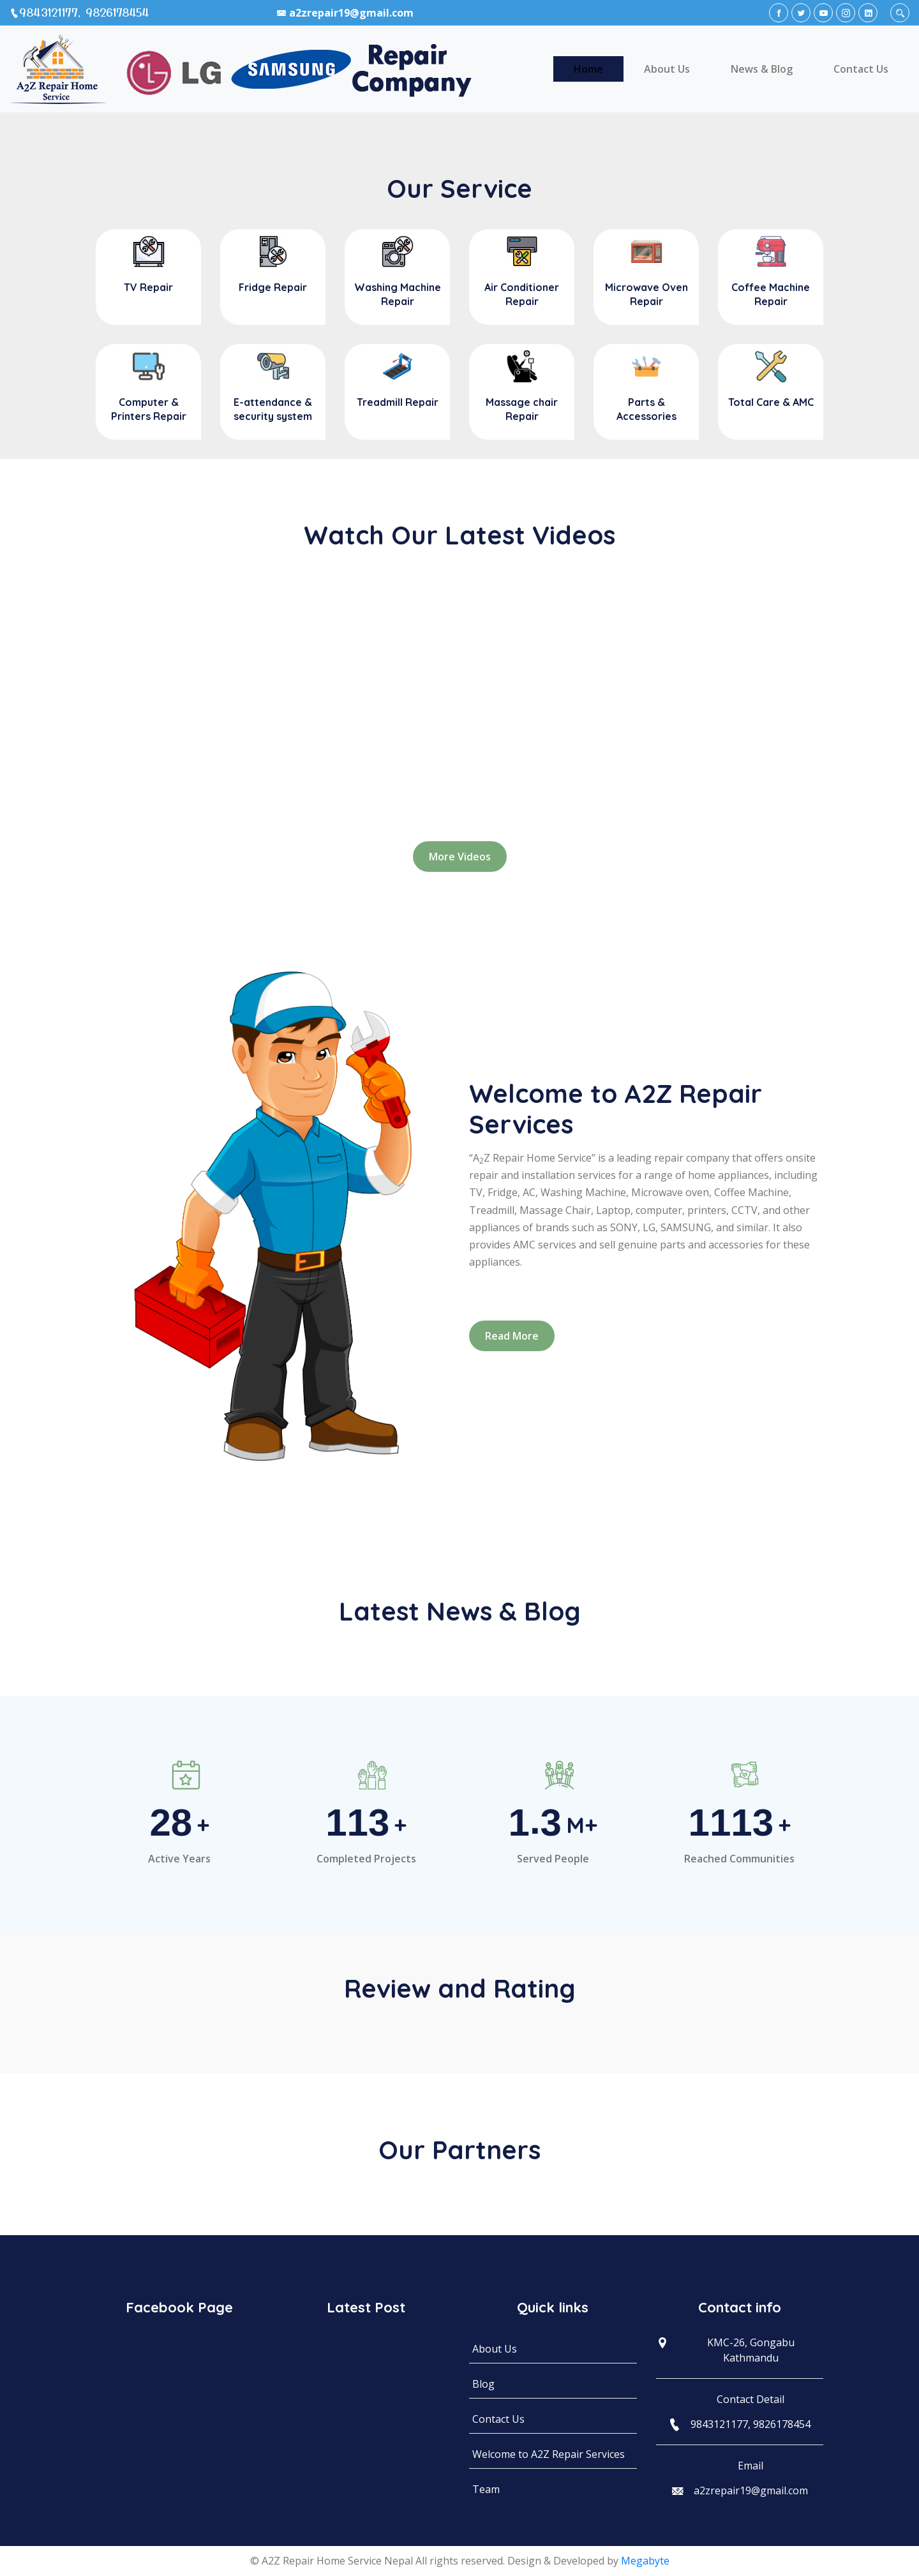 9843121177, 9826178454
a2zrepair19@gmail.com
A2Z Repair Home
Service
LG
SAMSUNG
Repair
Company
Home
About Us
News & Blog
Contact Us
Our Service
TV Repair
Fridge Repair
Washing Machine
Repair
Air Conditioner
Repair
Microwave Oven
Repair
Coffee Machine
Repair
Computer &
Printers Repair
E-attendance &
security system
Treadmill Repair
Massage chair
Repair
Parts &
Accessories
Total Care & AMC
Watch Our Latest Videos
More Videos
Welcome to A2Z Repair
Services
“A2Z Repair Home Service” is a leading repair company that offers onsite
repair and installation services for a range of home appliances, including
TV, Fridge, AC, Washing Machine, Microwave oven, Coffee Machine,
Treadmill, Massage Chair, Laptop, computer, printers, CCTV, and other
appliances of brands such as SONY, LG, SAMSUNG, and similar. It also
provides AMC services and sell genuine parts and accessories for these
appliances.
Read More
Latest News & Blog
28 +
Active Years
113 +
Completed Projects
1.3 M+
Served People
1113 +
Reached Communities
Review and Rating
Our Partners
Facebook Page
Latest Post
Quick links
About Us
Blog
Contact Us
Welcome to A2Z Repair Services
Team
Contact info
KMC-26, Gongabu
Kathmandu
Contact Detail
9843121177, 9826178454
Email
a2zrepair19@gmail.com
© A2Z Repair Home Service Nepal All rights reserved. Design & Developed by Megabyte